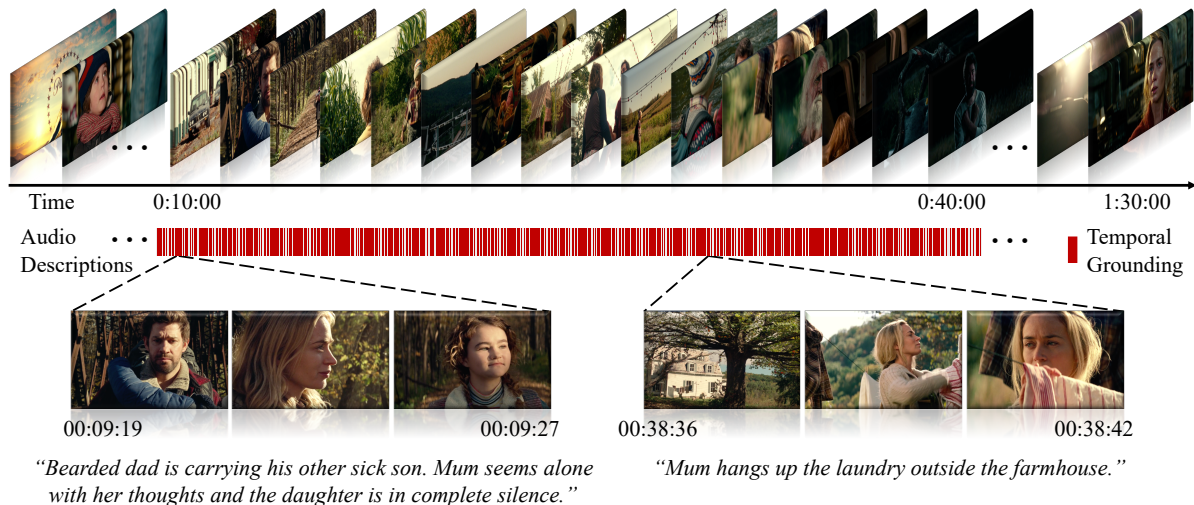 Time
0:10:00
0:40:00
1:30:00
Audio
Descriptions
Temporal
Grounding
00:09:19
00:09:27
00:38:36
00:38:42
“Bearded dad is carrying his other sick son. Mum seems alone
with her thoughts and the daughter is in complete silence.”
“Mum hangs up the laundry outside the farmhouse.”